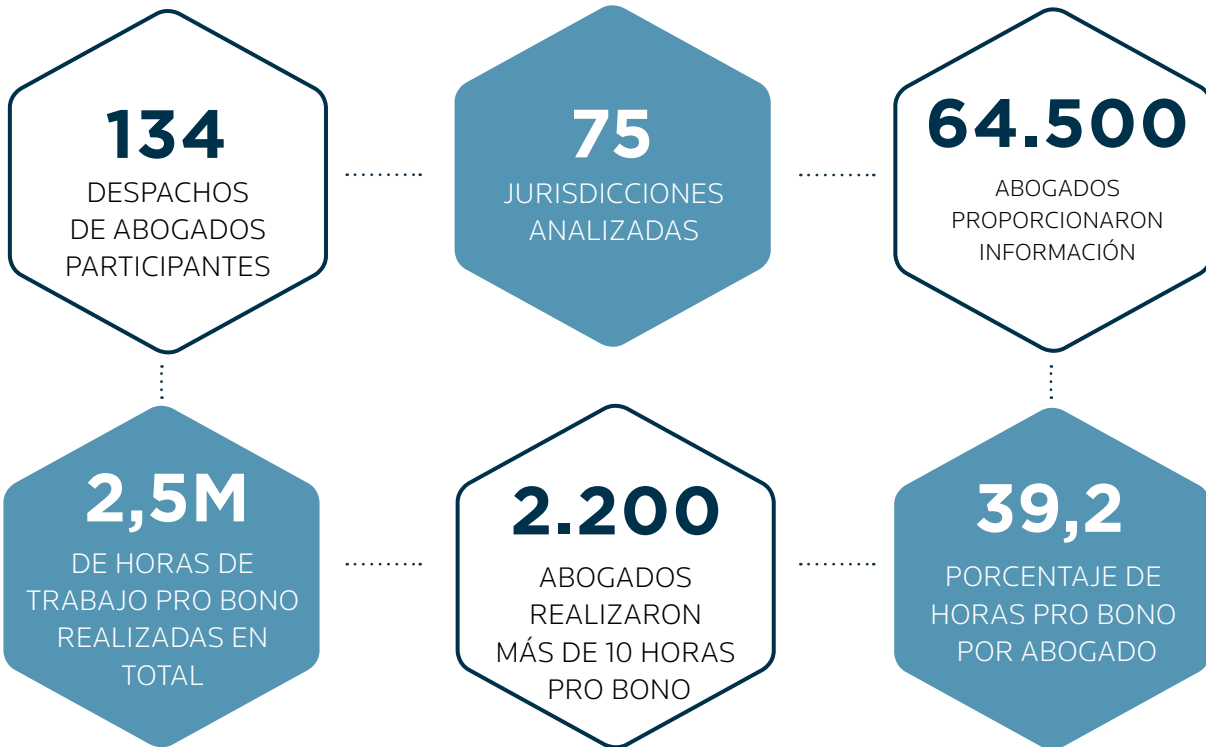 134
DESPACHOS
DE ABOGADOS
PARTICIPANTES
75
JURISDICCIONES
ANALIZADAS
64.500
ABOGADOS
PROPORCIONARON
INFORMACIÓN
2,5M
DE HORAS DE
TRABAJO PRO BONO
REALIZADAS EN
TOTAL
2.200
ABOGADOS
REALIZARON
MÁS DE 10 HORAS
PRO BONO
39,2
PORCENTAJE DE
HORAS PRO BONO
POR ABOGADO